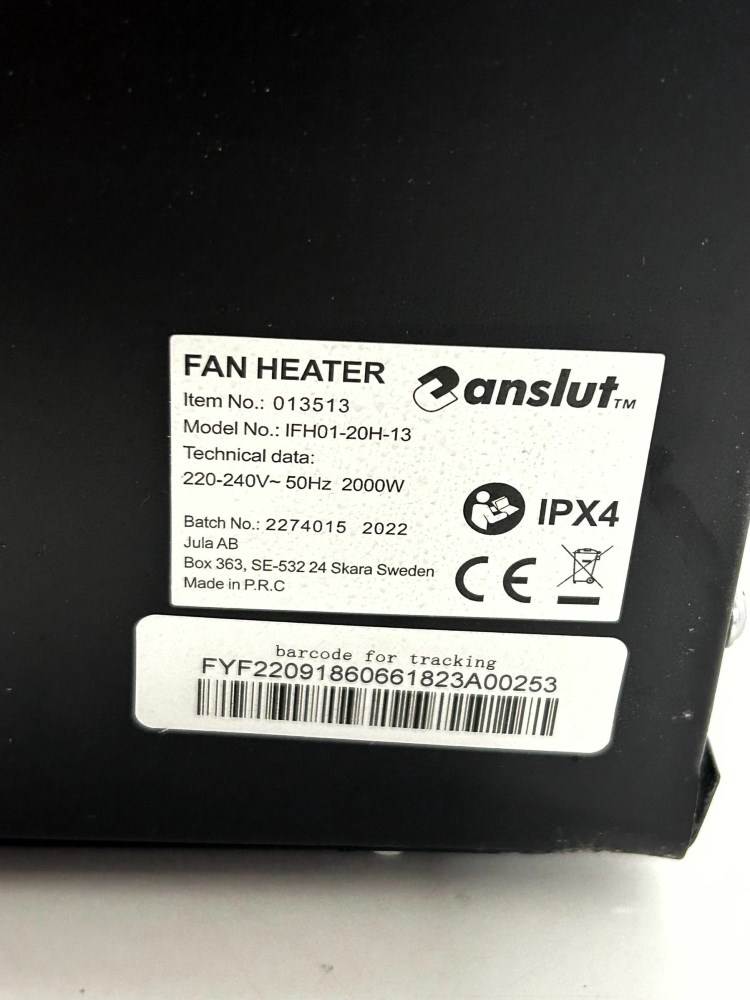 FAN HEATER
anslut™
Item No.: 013513
Model No.: IFH01-20H-13
Technical data:
220-240V~ 50Hz 2000W
IPX4
Batch No.: 2274015 2022
Jula AB
Box 363, SE-532 24 Skara Sweden
Made in P.R.C
CE
barcode for tracking
FYF22091860661823A00253